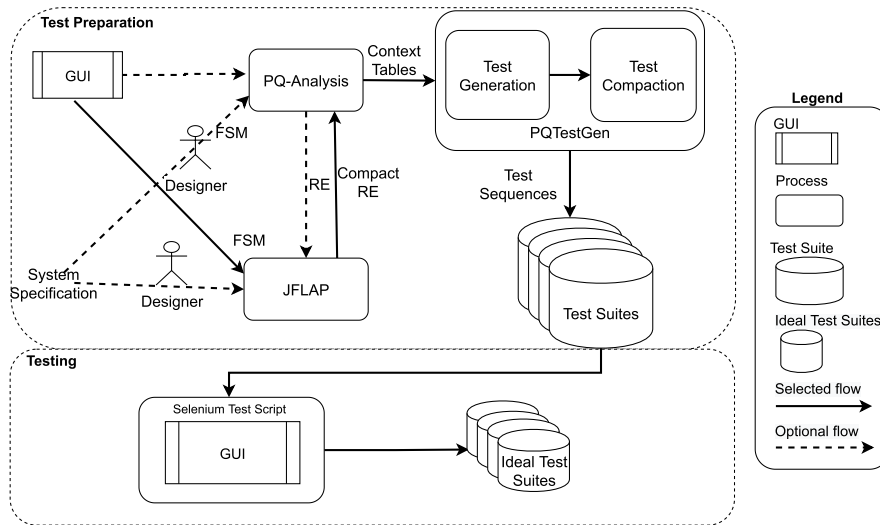 Test Preparation
GUI
PQ-Analysis
Context
Tables
Test
Generation
Test
Compaction
PQTestGen
FSM
Designer
RE
Compact
RE
Test
Sequences
FSM
System
Specification
Designer
JFLAP
Test Suites
Testing
Selenium Test Script
GUI
Ideal Test
Suites
Legend
GUI
Process
Test Suite
Ideal Test Suites
Selected flow
Optional flow